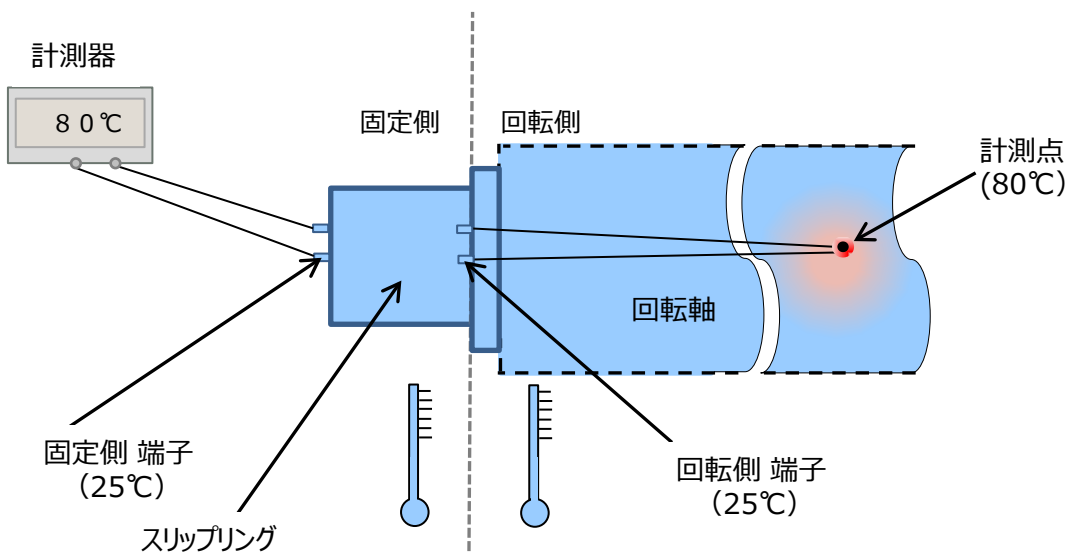 計測器
８０℃
固定側
回転側
計測点
(80℃)
回転軸
固定側 端子
（25℃）
回転側 端子
（25℃）
スリップリング